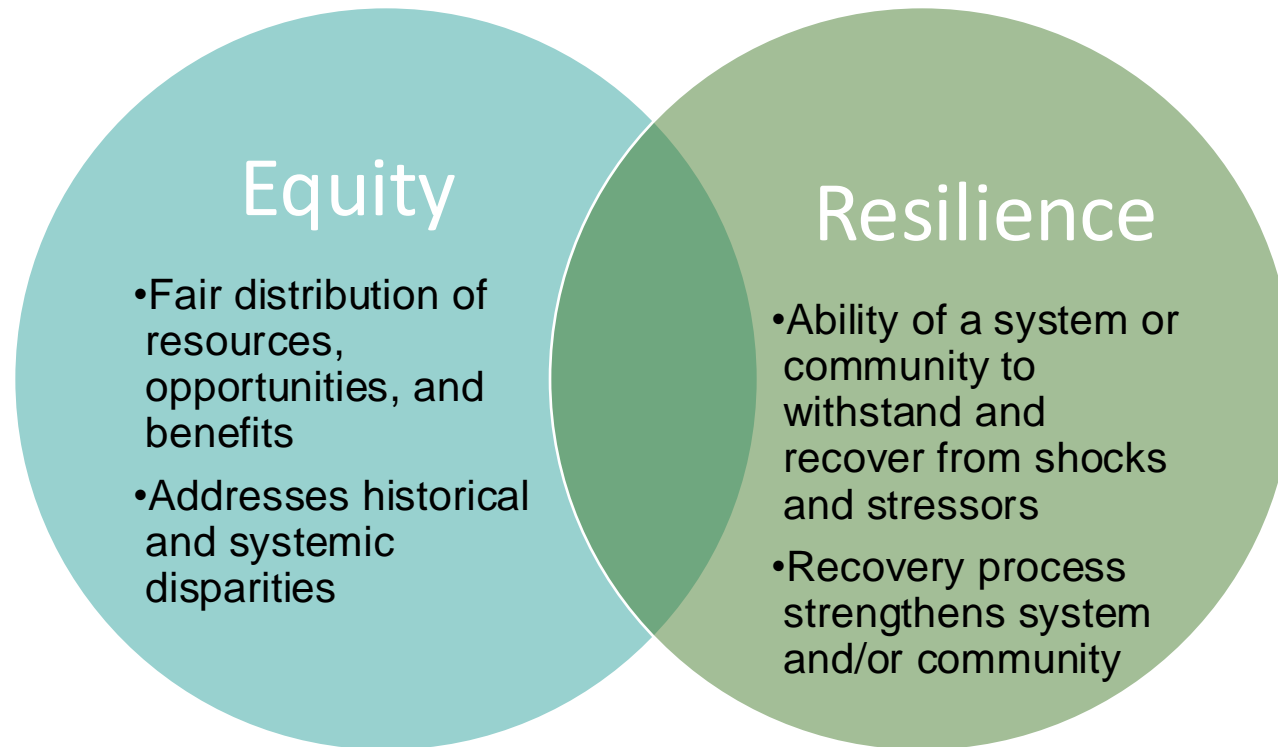 Equity
•Fair distribution of
resources,
opportunities, and
benefits
•Addresses historical
and systemic
disparities
Resilience
•Ability of a system or
community to
withstand and
recover from shocks
and stressors
•Recovery process
strengthens system
and/or community